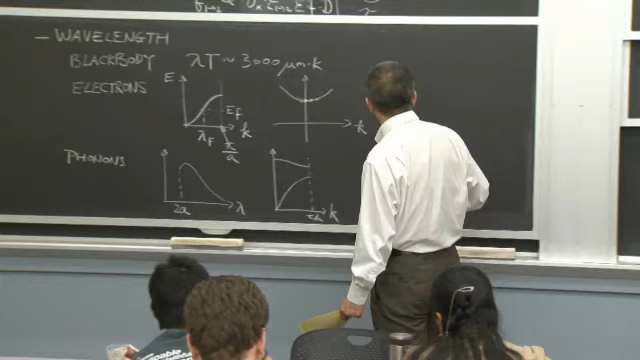 - WAVELENGTH
BLACKBODY λT ~ 3000 μm·k
ELECTRONS E
E_F
λ_F k
π/a
k
PHONONS
2a λ
π/a k